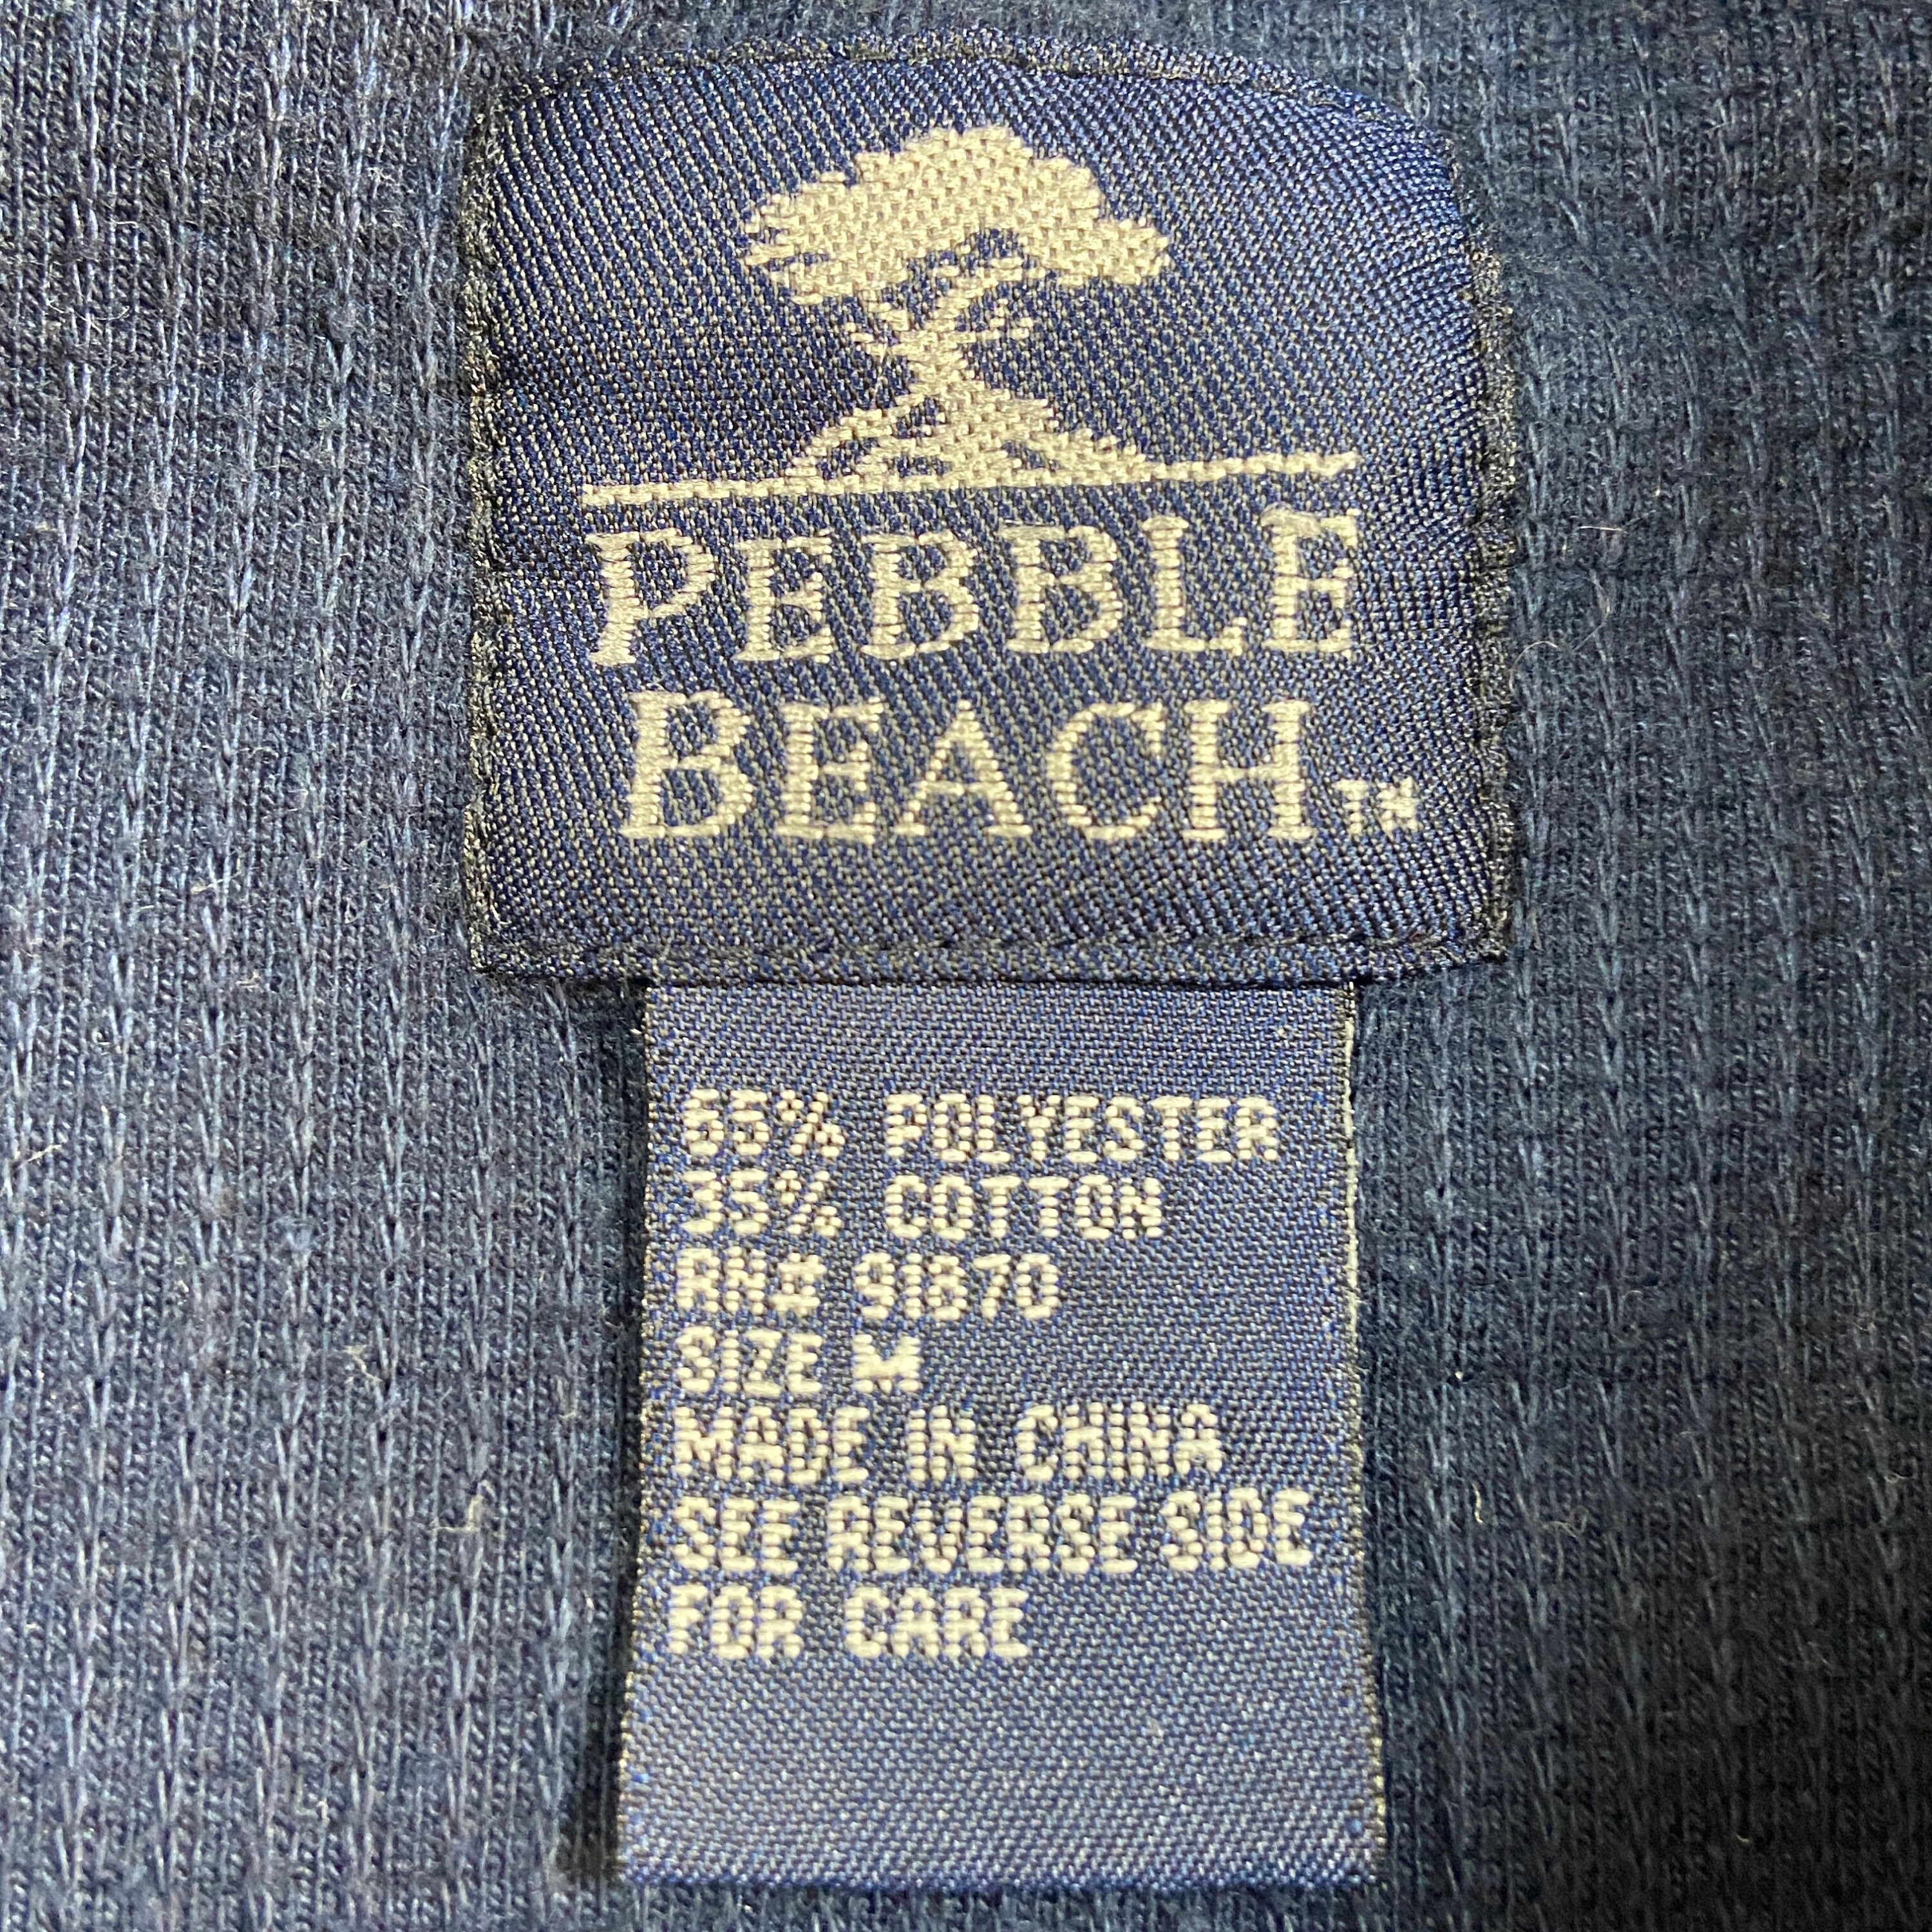 PEBBLE
BEACH™
65% POLYESTER
35% COTTON
RN# 91870
SIZE M
MADE IN CHINA
SEE REVERSE SIDE
FOR CARE